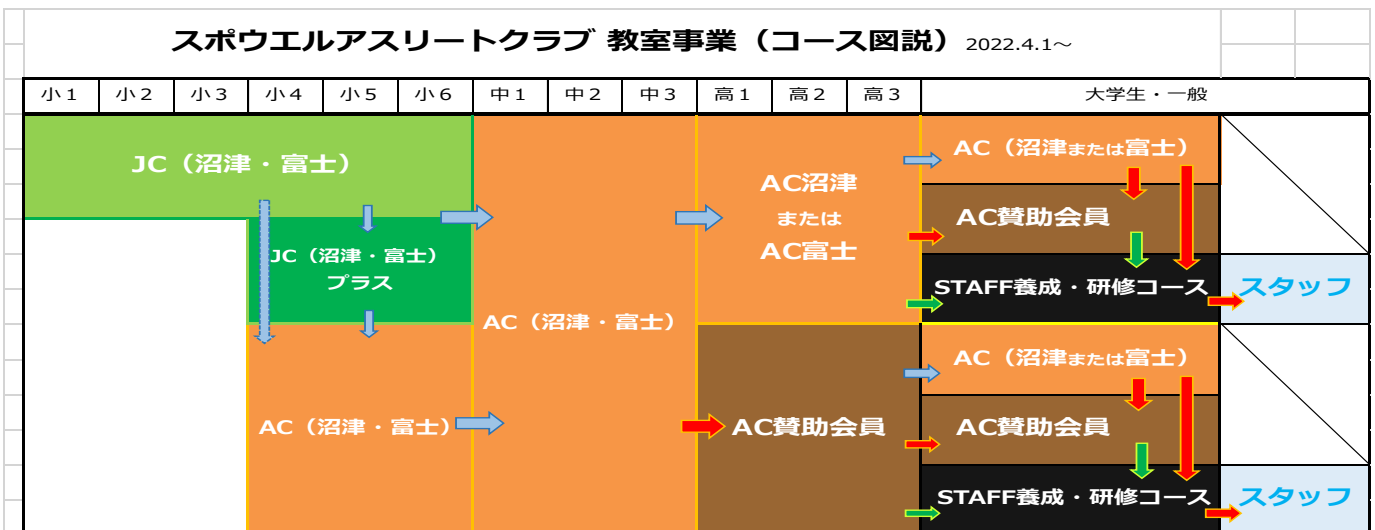 スポウエルアスリートクラブ 教室事業（コース図説）2022.4.1～
小１ 小２ 小３ 小４ 小５ 小６ 中１ 中２ 中３ 高１ 高２ 高３ 大学生・一般
JC（沼津・富士）
JC（沼津・富士）
プラス
AC（沼津・富士）
AC（沼津・富士）
AC沼津
または
AC富士
AC賛助会員
AC（沼津または富士）
AC賛助会員
STAFF養成・研修コース
スタッフ
AC（沼津または富士）
AC賛助会員
STAFF養成・研修コース
スタッフ